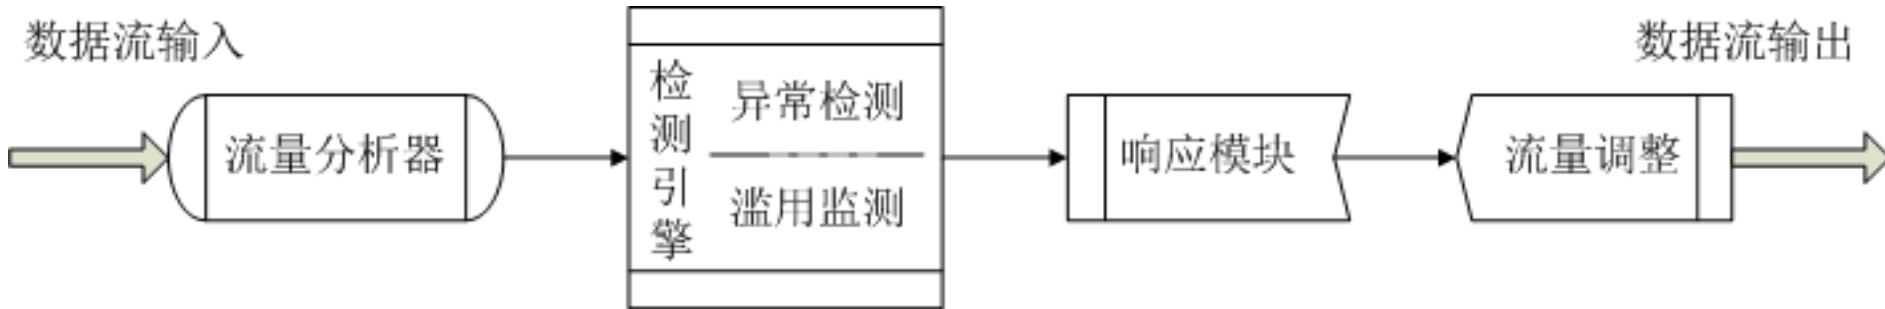 数据流输入
流量分析器
检测引擎
异常检测
滥用监测
响应模块
流量调整
数据流输出